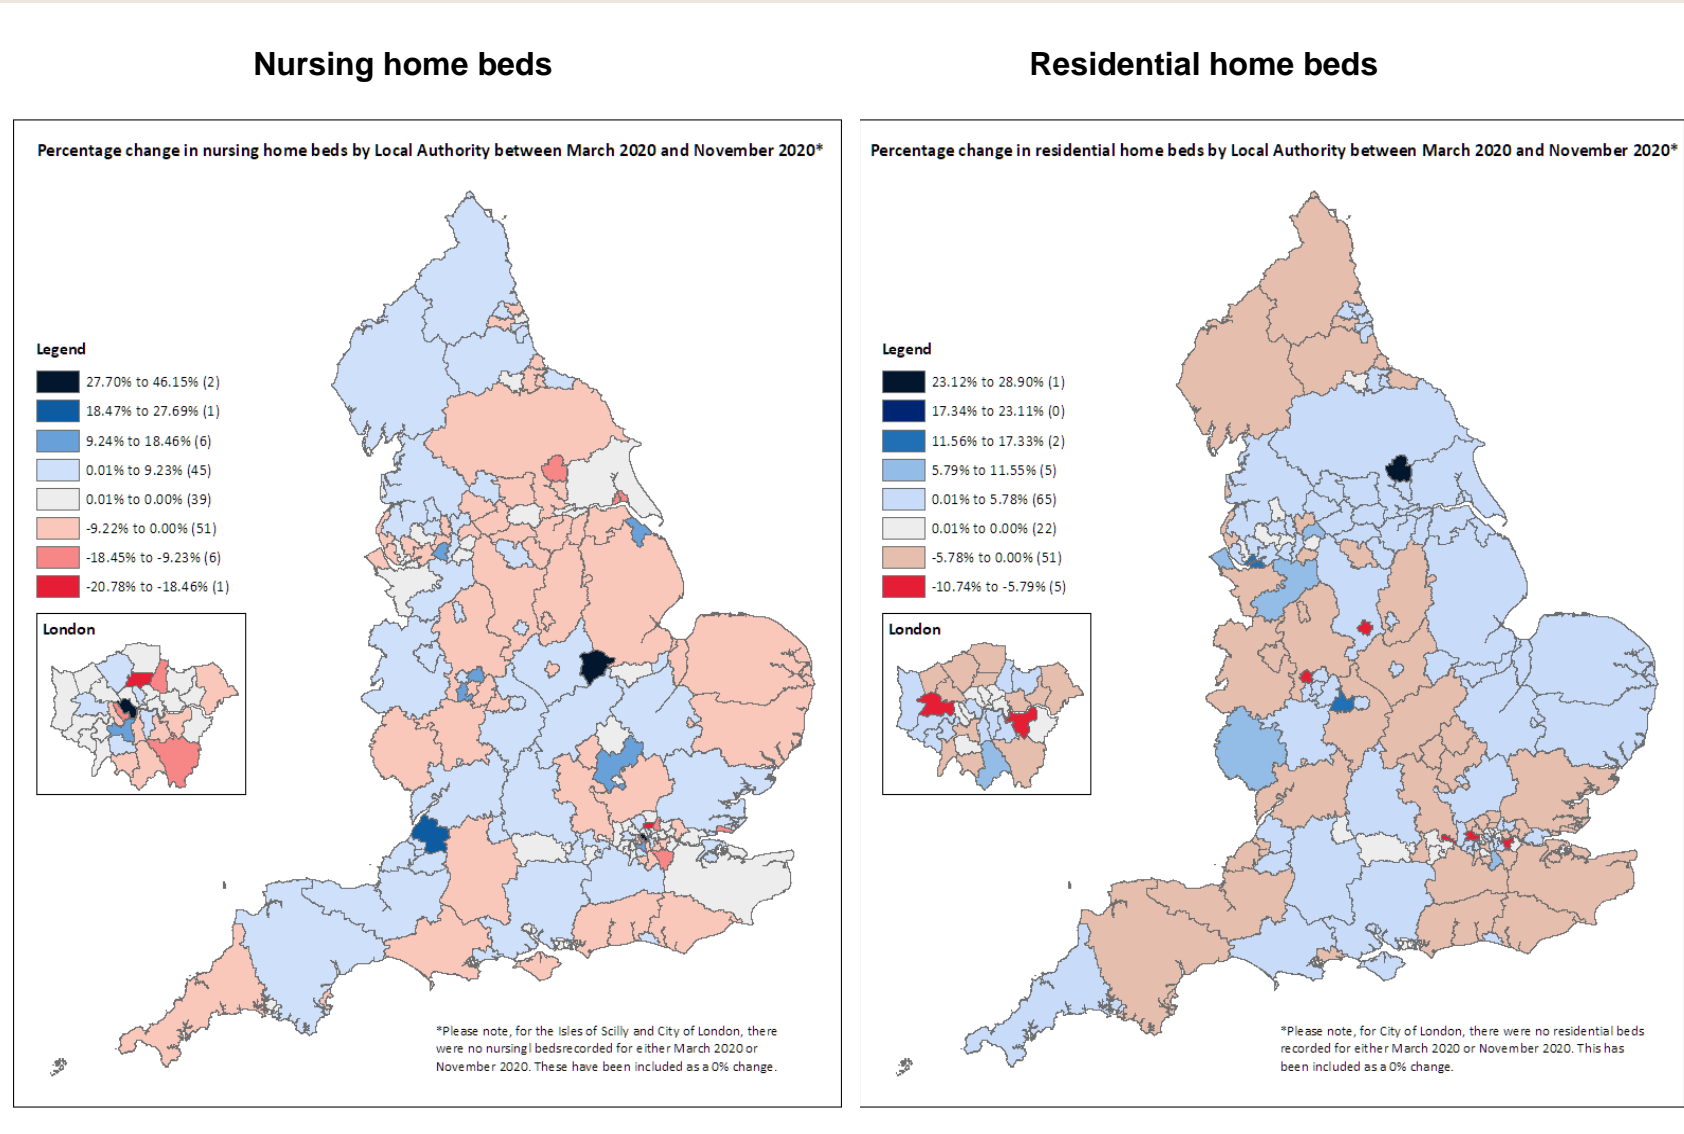 Nursing home beds
Residential home beds
Percentage change in nursing home beds by Local Authority between March 2020 and November 2020*
Legend
27.70% to 46.15% (2)
18.47% to 27.69% (1)
9.24% to 18.46% (6)
0.01% to 9.23% (45)
0.01% to 0.00% (39)
-9.22% to 0.00% (51)
-18.45% to -9.23% (6)
-20.78% to -18.46% (1)
London
*Please note, for the Isles of Scilly and City of London, there
were no nursingl bedsrecorded for either March 2020 or
November 2020. These have been included as a 0% change.
Percentage change in residential home beds by Local Authority between March 2020 and November 2020*
Legend
23.12% to 28.90% (1)
17.34% to 23.11% (0)
11.56% to 17.33% (2)
5.79% to 11.55% (5)
0.01% to 5.78% (65)
0.01% to 0.00% (22)
-5.78% to 0.00% (51)
-10.74% to -5.79% (5)
London
*Please note, for City of London, there were no residential beds
recorded for either March 2020 or November 2020. This has
been included as a 0% change.